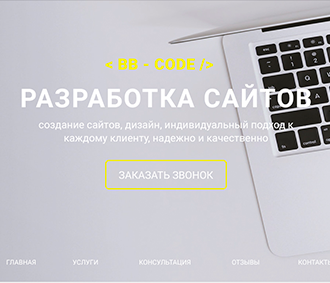 < BB - CODE />
РАЗРАБОТКА САЙТОВ
создание сайтов, дизайн, индивидуальный подход к
каждому клиенту, надежно и качественно
ЗАКАЗАТЬ ЗВОНОК
ГЛАВНАЯ УСЛУГИ КОНСУЛЬТАЦИЯ ОТЗЫВЫ КОНТАКТЫ